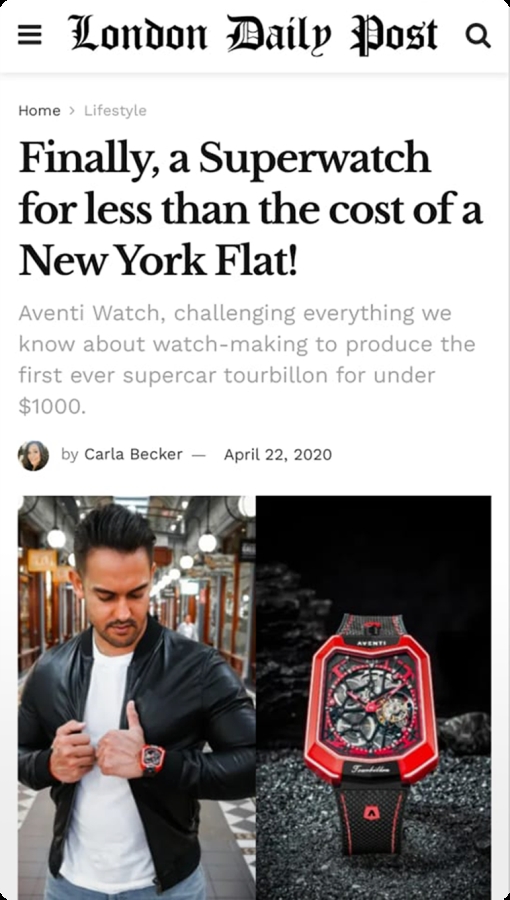 London Daily Post
Home > Lifestyle
Finally, a Superwatch
for less than the cost of a
New York Flat!
Aventi Watch, challenging everything we
know about watch-making to produce the
first ever supercar tourbillon for under
$1000.
by Carla Becker — April 22, 2020
AVENTI
Tourbillon